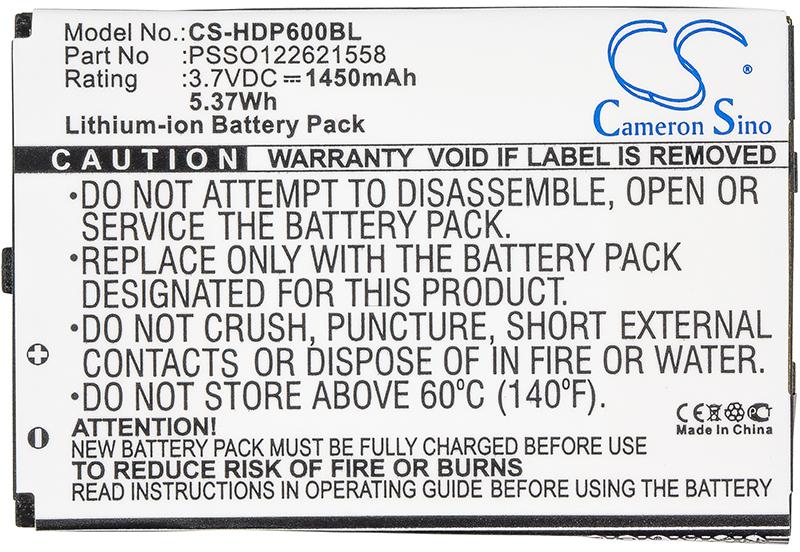 Model No.:CS-HDP600BL
Part No :PSSO122621558
Rating :3.7VDC⎓1450mAh
5.37Wh
Lithium-ion Battery Pack
CS
®
Cameron Sino
CAUTION WARRANTY VOID IF LABEL IS REMOVED
•DO NOT ATTEMPT TO DISASSEMBLE, OPEN OR
SERVICE THE BATTERY PACK.
•REPLACE ONLY WITH THE BATTERY PACK
DESIGNATED FOR THIS PRODUCT.
•DO NOT CRUSH, PUNCTURE, SHORT EXTERNAL
CONTACTS OR DISPOSE OF IN FIRE OR WATER.
•DO NOT STORE ABOVE 60ºC (140ºF).
ATTENTION!
NEW BATTERY PACK MUST BE FULLY CHARGED BEFORE USE
TO REDUCE RISK OF FIRE OR BURNS
READ INSTRUCTIONS IN OPERATING GUIDE BEFORE USING THE BATTERY
CE
Made In China
+
-